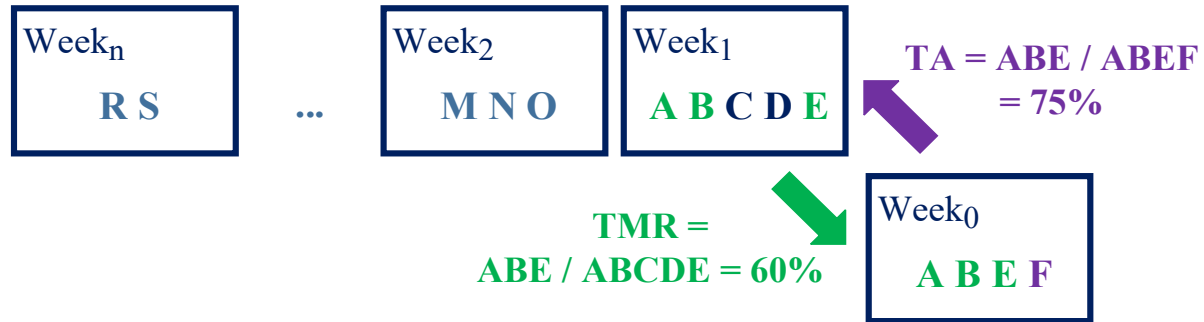 Week₂
Weekₙ
Week₁
R S
...
M N O
A B C D E
TA = ABE / ABEF
= 75%
TMR =
ABE / ABCDE = 60%
Week₀
A B E F